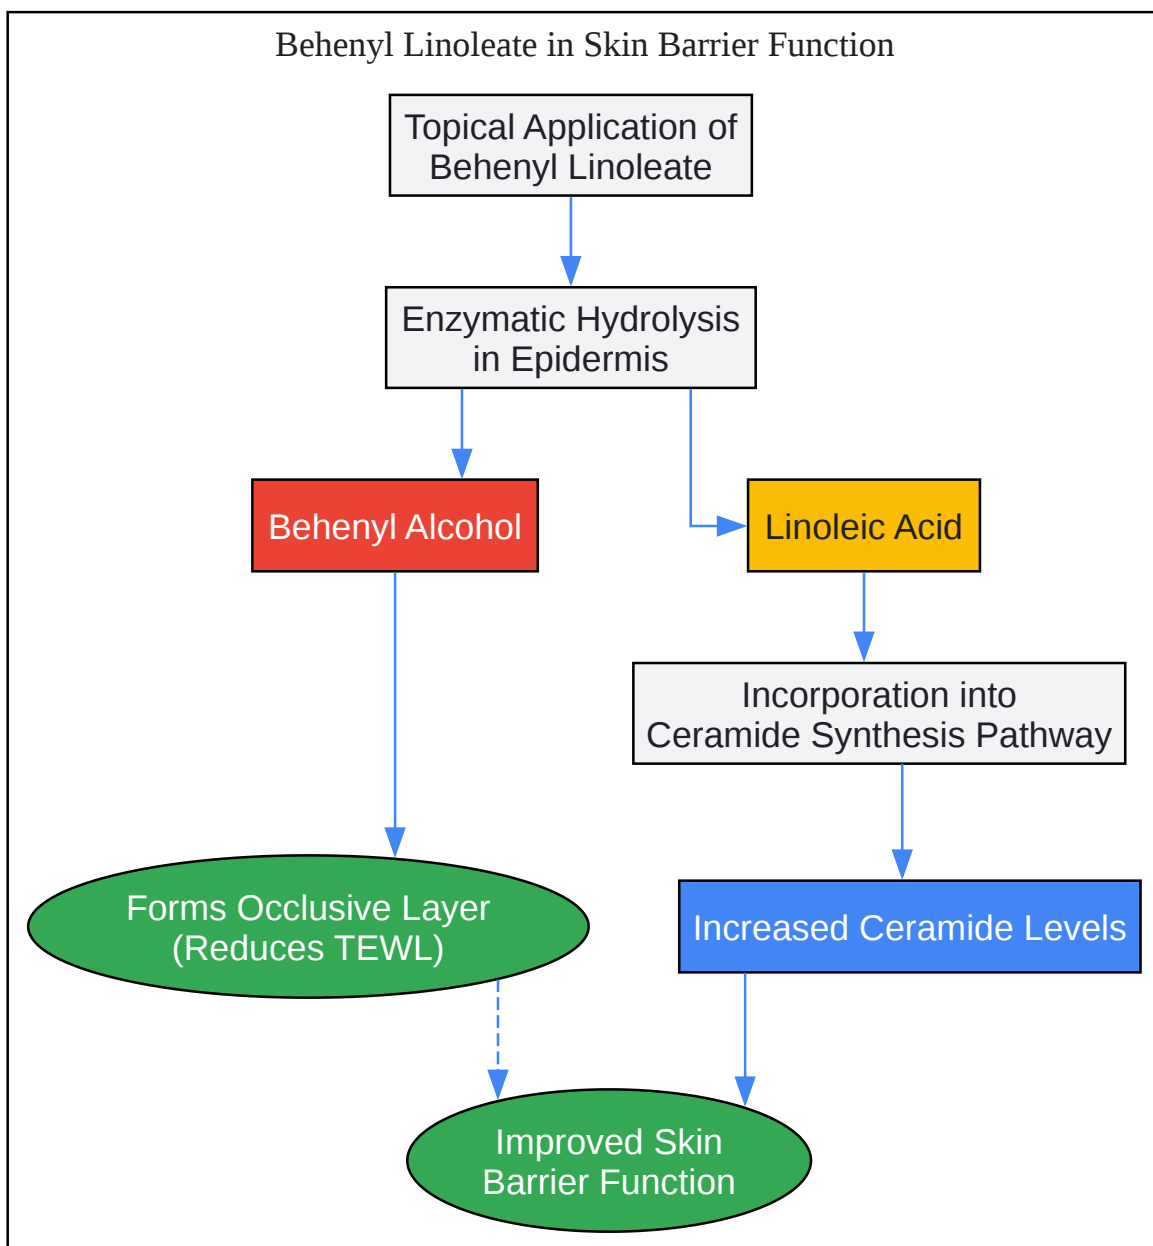 Behenyl Linoleate in Skin Barrier Function
Topical Application of
Behenyl Linoleate
Enzymatic Hydrolysis
in Epidermis
Behenyl Alcohol
Linoleic Acid
Incorporation into
Ceramide Synthesis Pathway
Forms Occlusive Layer
(Reduces TEWL)
Increased Ceramide Levels
Improved Skin
Barrier Function